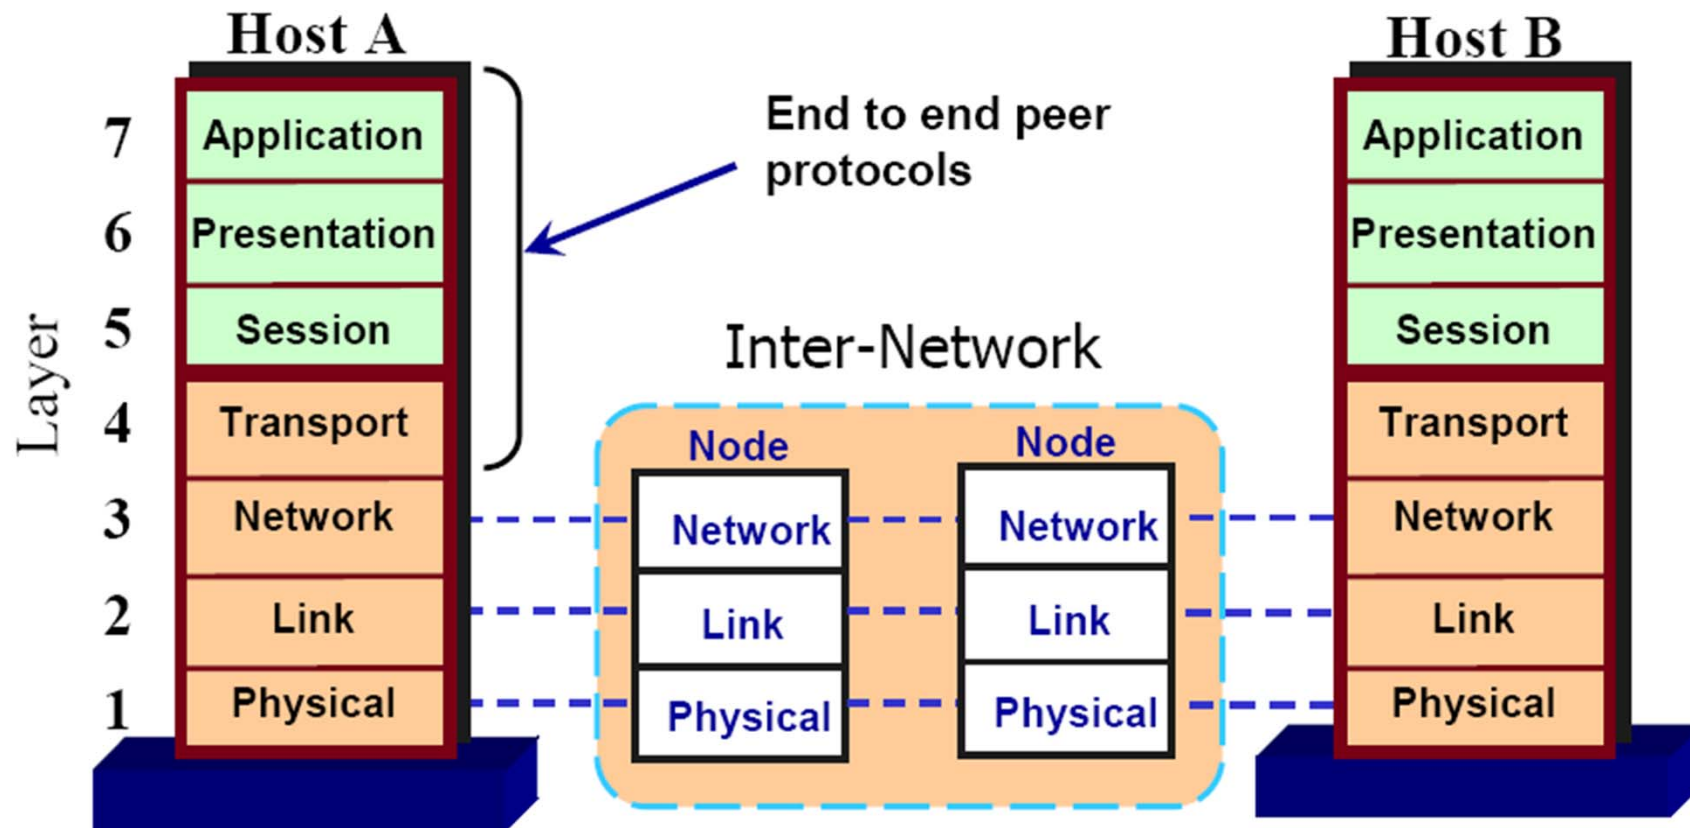 Host A
Host B
End to end peer
protocols
Layer
7
Application
6
Presentation
5
Session
4
Transport
3
Network
2
Link
1
Physical
Inter-Network
Node
Network
Link
Physical
Node
Network
Link
Physical
Application
Presentation
Session
Transport
Network
Link
Physical